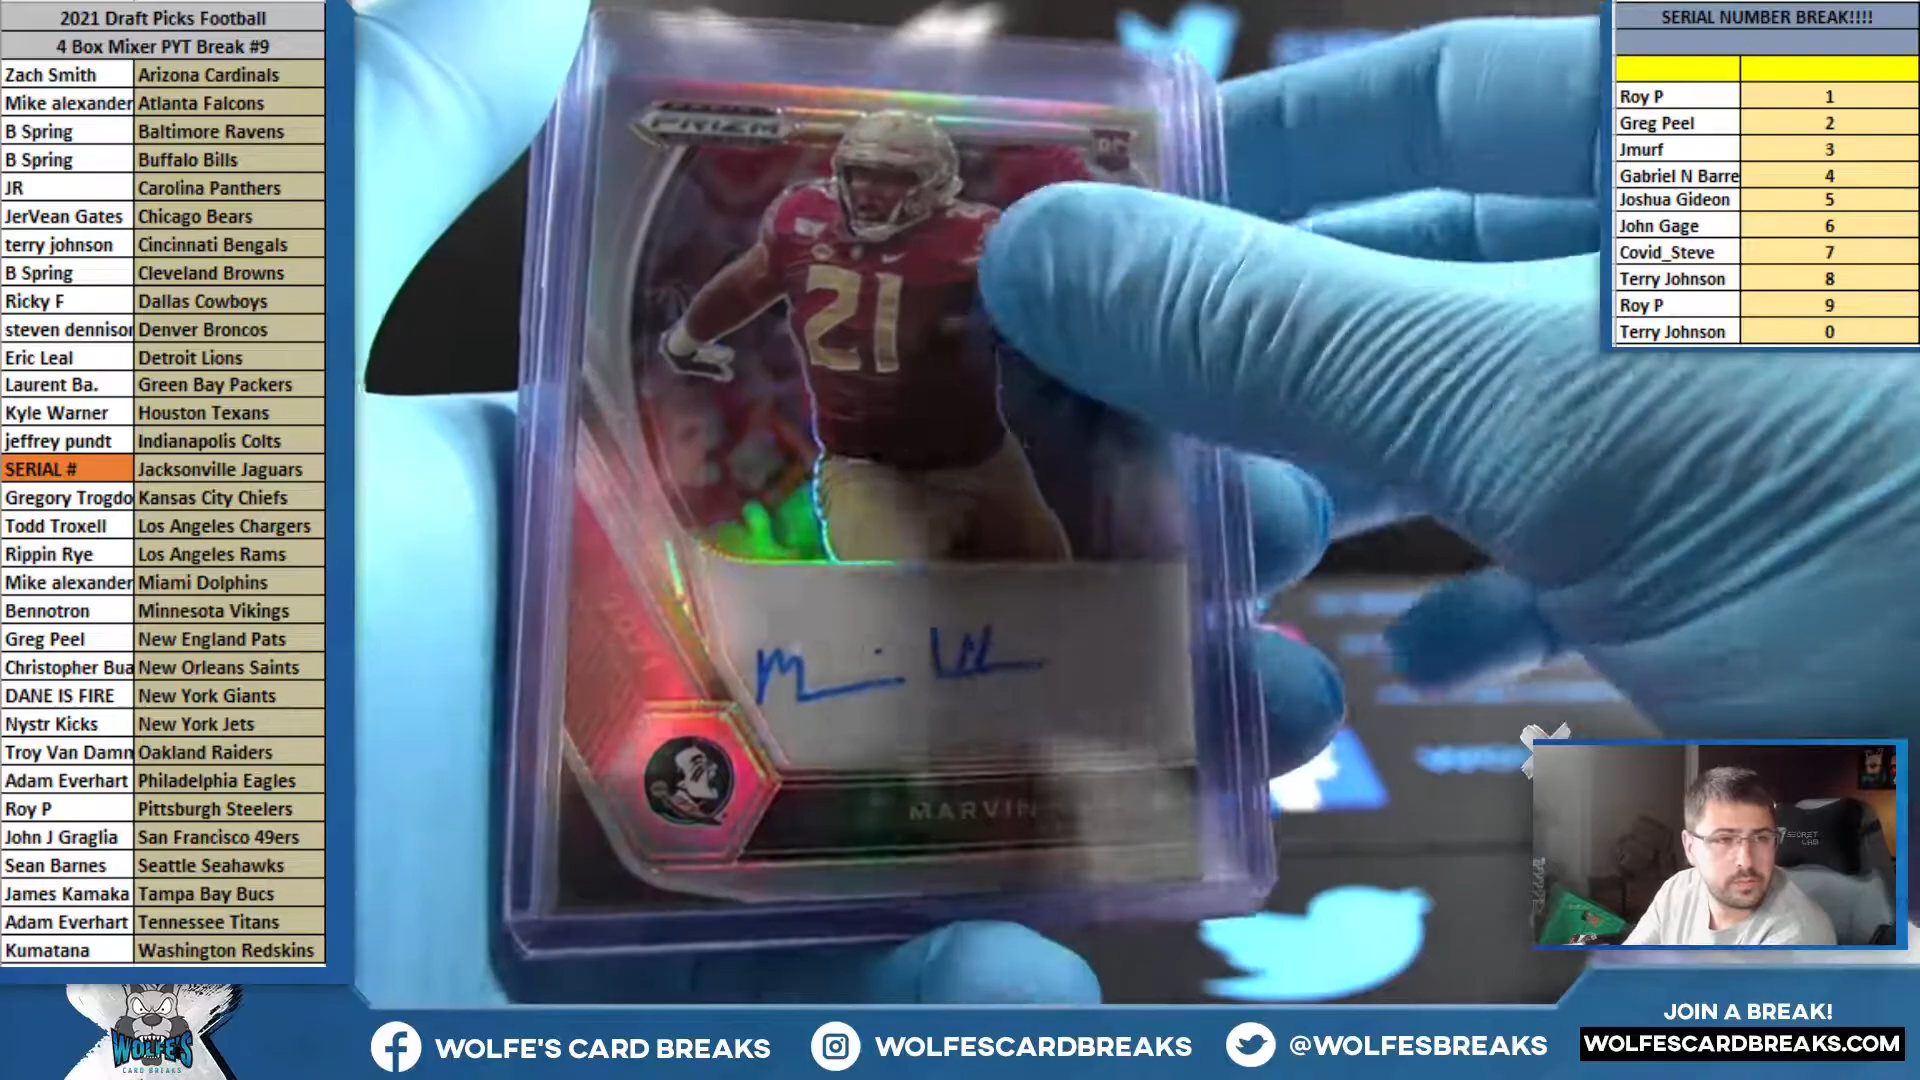 2021 Draft Picks Football
4 Box Mixer PYT Break #9
Zach Smith Arizona Cardinals
Mike alexander Atlanta Falcons
B Spring Baltimore Ravens
B Spring Buffalo Bills
JR Carolina Panthers
JerVean Gates Chicago Bears
terry johnson Cincinnati Bengals
B Spring Cleveland Browns
Ricky F Dallas Cowboys
steven dennison Denver Broncos
Eric Leal Detroit Lions
Laurent Ba. Green Bay Packers
Kyle Warner Houston Texans
jeffrey pundt Indianapolis Colts
SERIAL # Jacksonville Jaguars
Gregory Trogdo Kansas City Chiefs
Todd Troxell Los Angeles Chargers
Rippin Rye Los Angeles Rams
Mike alexander Miami Dolphins
Bennotron Minnesota Vikings
Greg Peel New England Pats
Christopher Bua New Orleans Saints
DANE IS FIRE New York Giants
Nystr Kicks New York Jets
Troy Van Damn Oakland Raiders
Adam Everhart Philadelphia Eagles
Roy P Pittsburgh Steelers
John J Graglia San Francisco 49ers
Sean Barnes Seattle Seahawks
James Kamaka Tampa Bay Bucs
Adam Everhart Tennessee Titans
Kumatana Washington Redskins
PRIZM
RC
21
MARVIN
SERIAL NUMBER BREAK!!!!
Roy P 1
Greg Peel 2
Jmurf 3
Gabriel N Barre 4
Joshua Gideon 5
John Gage 6
Covid_Steve 7
Terry Johnson 8
Roy P 9
Terry Johnson 0
SECRET LAB
WOLFE'S
CARD BREAKS
WOLFE'S CARD BREAKS
WOLFESCARDBREAKS
@WOLFESBREAKS
JOIN A BREAK!
WOLFESCARDBREAKS.COM